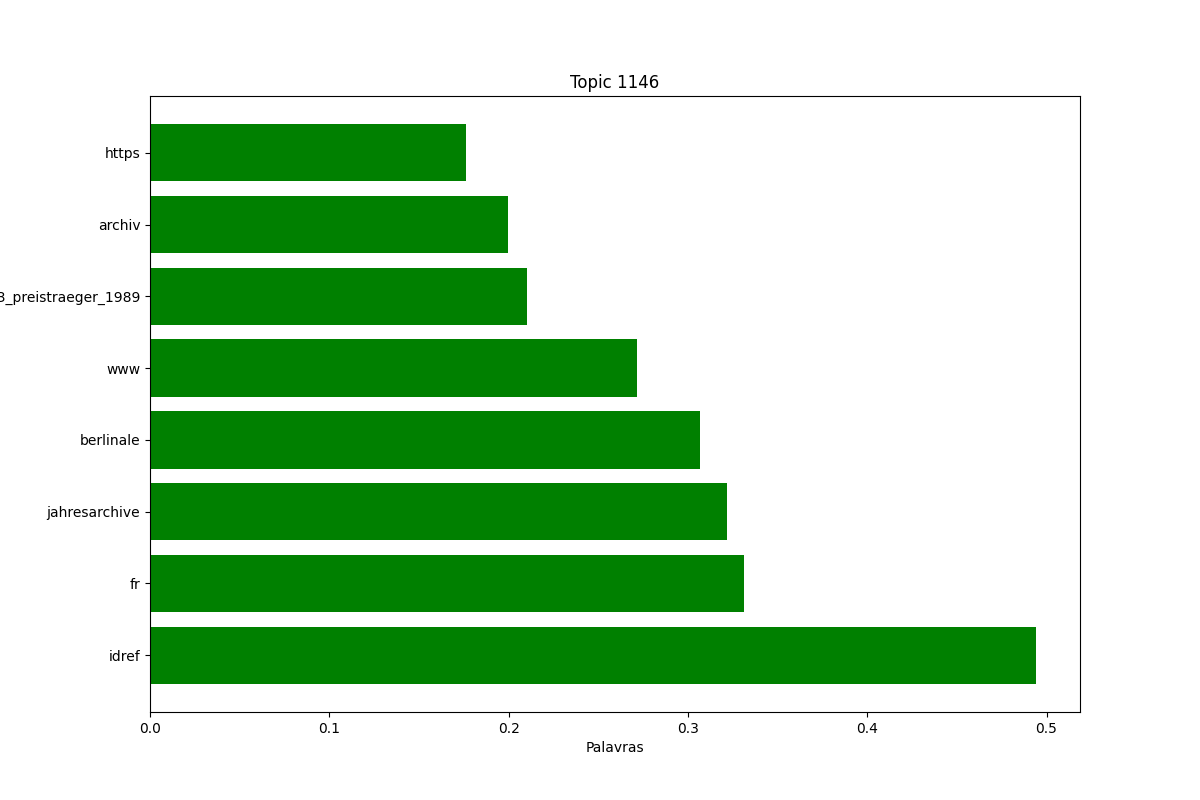 Topic 1146
https
archiv
3_preistraeger_1989
www
berlinale
jahresarchive
fr
idref
0.0 0.1 0.2 0.3 0.4 0.5
Palavras